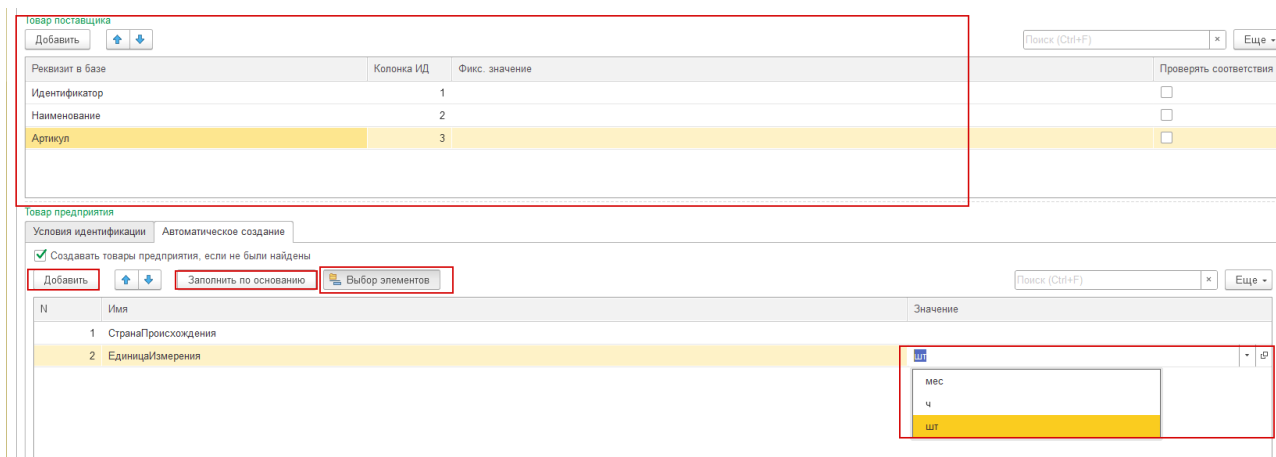 Товар поставщика
Добавить Поиск (Ctrl+F) × Еще
Реквизит в базе Колонка ИД Фикс. значение Проверять соответствия
Идентификатор 1
Наименование 2
Артикул 3
Товар предприятия
Условия идентификации Автоматическое создание
Создавать товары предприятия, если не были найдены
Добавить Заполнить по основанию Выбор элементов Поиск (Ctrl+F) × Еще
N Имя Значение
1 СтранаПроисхождения
2 ЕдиницаИзмерения шт
мес
ч
шт